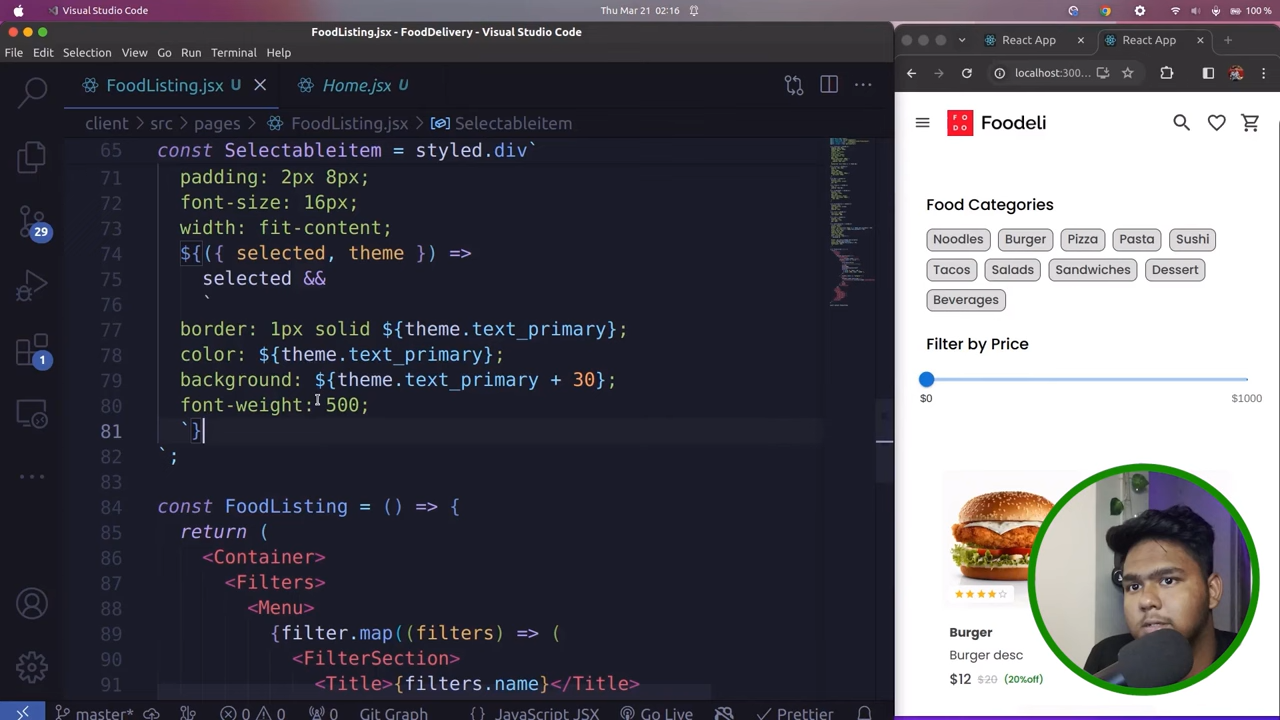 Visual Studio Code
Thu Mar 21 02:16
100 %
FoodListing.jsx - FoodDelivery - Visual Studio Code
File Edit Selection View Go Run Terminal Help
FoodListing.jsx U
Home.jsx U
client > src > pages > FoodListing.jsx > Selectableitem
65 const Selectableitem = styled.div`
71 padding: 2px 8px;
72 font-size: 16px;
73 width: fit-content;
74 ${({ selected, theme }) =>
75 selected &&
76 `
77 border: 1px solid ${theme.text_primary};
78 color: ${theme.text_primary};
79 background: ${theme.text_primary + 30};
80 font-weight: 500;
81 `}
82 `;
83
84 const FoodListing = () => {
85 return (
86 <Container>
87 <Filters>
88 <Menu>
89 {filter.map((filters) => (
90 <FilterSection>
91 <Title>{filters.name}</Title>
29
1
master* 0 0 0 Git Graph {} JavaScript JSX Go Live Prettier
React App
React App
localhost:300...
FO
DO
Foodeli
Food Categories
Noodles Burger Pizza Pasta Sushi
Tacos Salads Sandwiches Dessert
Beverages
Filter by Price
$0 $1000
Burger
Burger desc
$12 $20 (20%off)